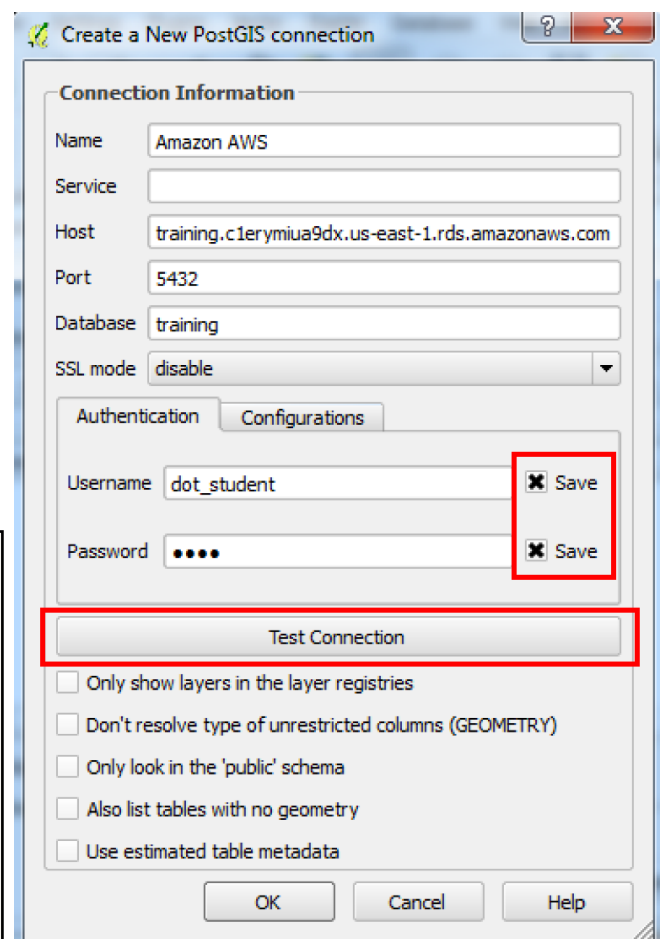 Create a New PostGIS connection
Connection Information
Name Amazon AWS
Service
Host training.c1erymiua9dx.us-east-1.rds.amazonaws.com
Port 5432
Database training
SSL mode disable
Authentication Configurations
Username dot_student Save
Password •••• Save
Test Connection
Only show layers in the layer registries
Don't resolve type of unrestricted columns (GEOMETRY)
Only look in the 'public' schema
Also list tables with no geometry
Use estimated table metadata
OK Cancel Help